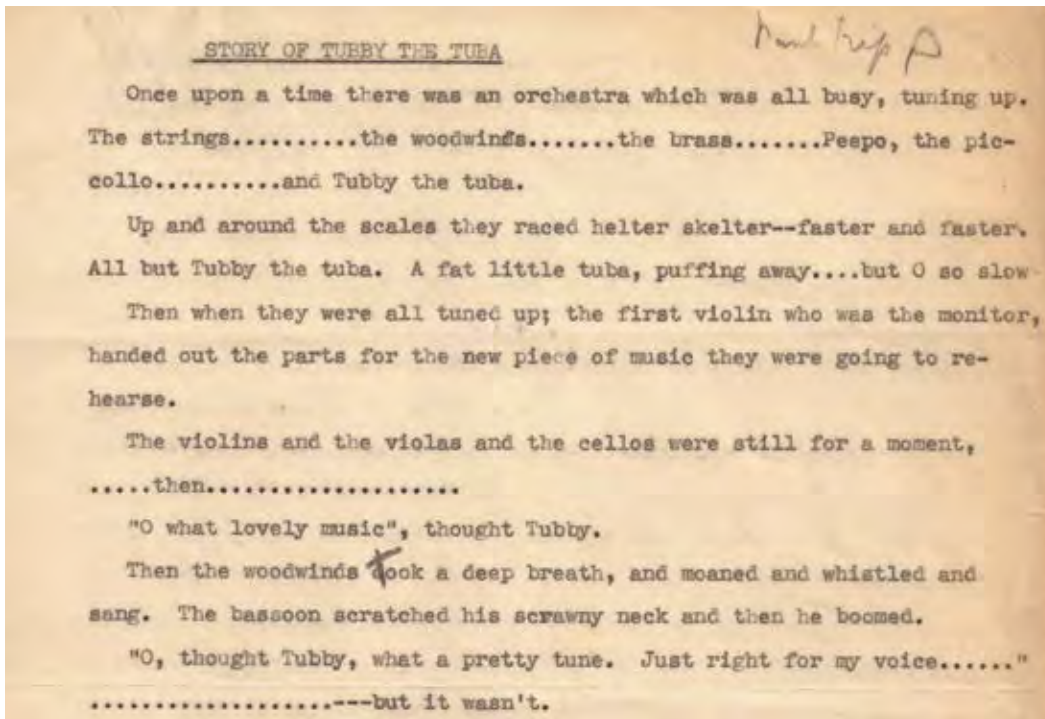 Paul Tripp
STORY OF TUBBY THE TUBA
Once upon a time there was an orchestra which was all busy, tuning up.
The strings..........the woodwinds.......the brass.......Peepo, the pic-
collo..........and Tubby the tuba.
Up and around the scales they raced helter skelter--faster and faster.
All but Tubby the tuba. A fat little tuba, puffing away....but O so slow
Then when they were all tuned up; the first violin who was the monitor,
handed out the parts for the new piece of music they were going to re-
hearse.
The violins and the violas and the cellos were still for a moment,
.....then.....................
"O what lovely music", thought Tubby.
Then the woodwinds took a deep breath, and moaned and whistled and
sang. The bassoon scratched his scrawny neck and then he boomed.
"O, thought Tubby, what a pretty tune. Just right for my voice......"
....................---but it wasn't.